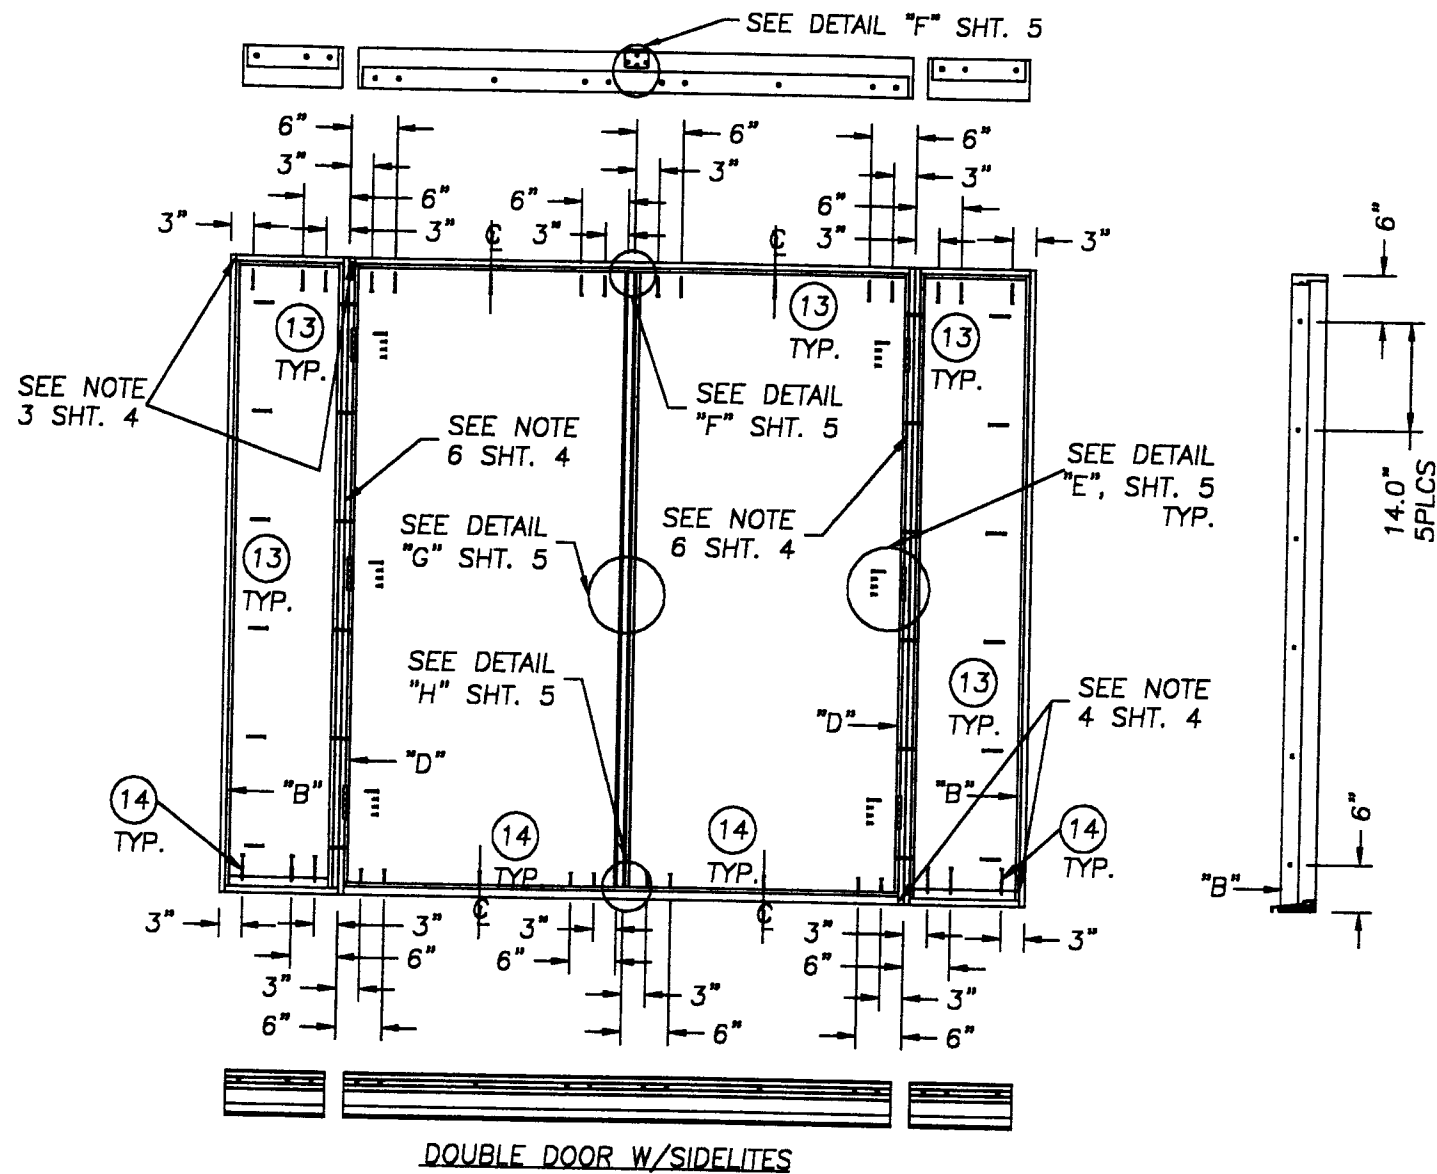 SEE DETAIL "F" SHT. 5
6"
6"
6"
3"
3"
3"
6"
6"
6"
3"
3"
3"
3"
3"
₵
₵
6"
13
TYP.
13
TYP.
13
TYP.
SEE NOTE
3 SHT. 4
SEE DETAIL
"F" SHT. 5
SEE NOTE
6 SHT. 4
SEE DETAIL
"E", SHT. 5
TYP.
14.0"
5PLCS
SEE DETAIL
"G" SHT. 5
SEE NOTE
6 SHT. 4
13
TYP.
SEE DETAIL
"H" SHT. 5
13
TYP.
SEE NOTE
4 SHT. 4
"D"
"D"
"B"
"B"
14
TYP.
14
TYP.
14
TYP.
14
TYP.
6"
"B"
₵
₵
3"
3"
3"
3"
3"
6"
6"
6"
3"
3"
3"
6"
6"
6"
DOUBLE DOOR W/SIDELITES